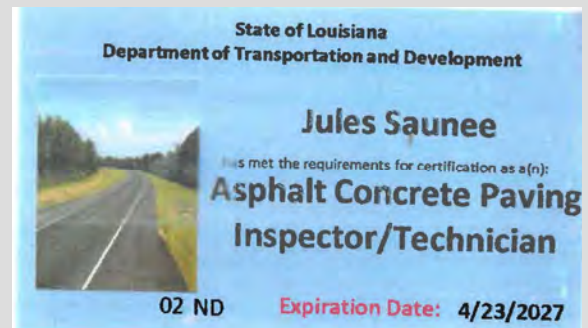 State of Louisiana
Department of Transportation and Development
Jules Saunee
has met the requirements for certification as a(n):
Asphalt Concrete Paving
Inspector/Technician
02 ND Expiration Date: 4/23/2027